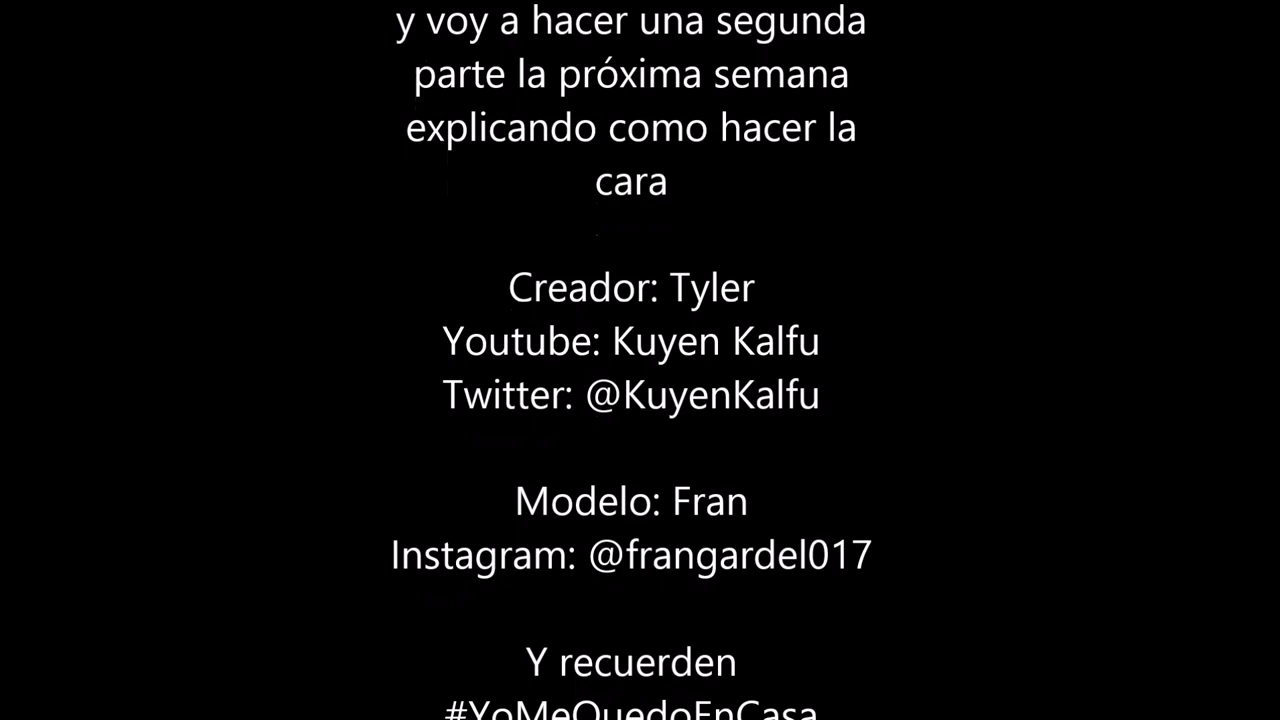 y voy a hacer una segunda
parte la próxima semana
explicando como hacer la
cara
Creador: Tyler
Youtube: Kuyen Kalfu
Twitter: @KuyenKalfu
Modelo: Fran
Instagram: @frangardel017
Y recuerden
#YoMeQuedoEnCasa